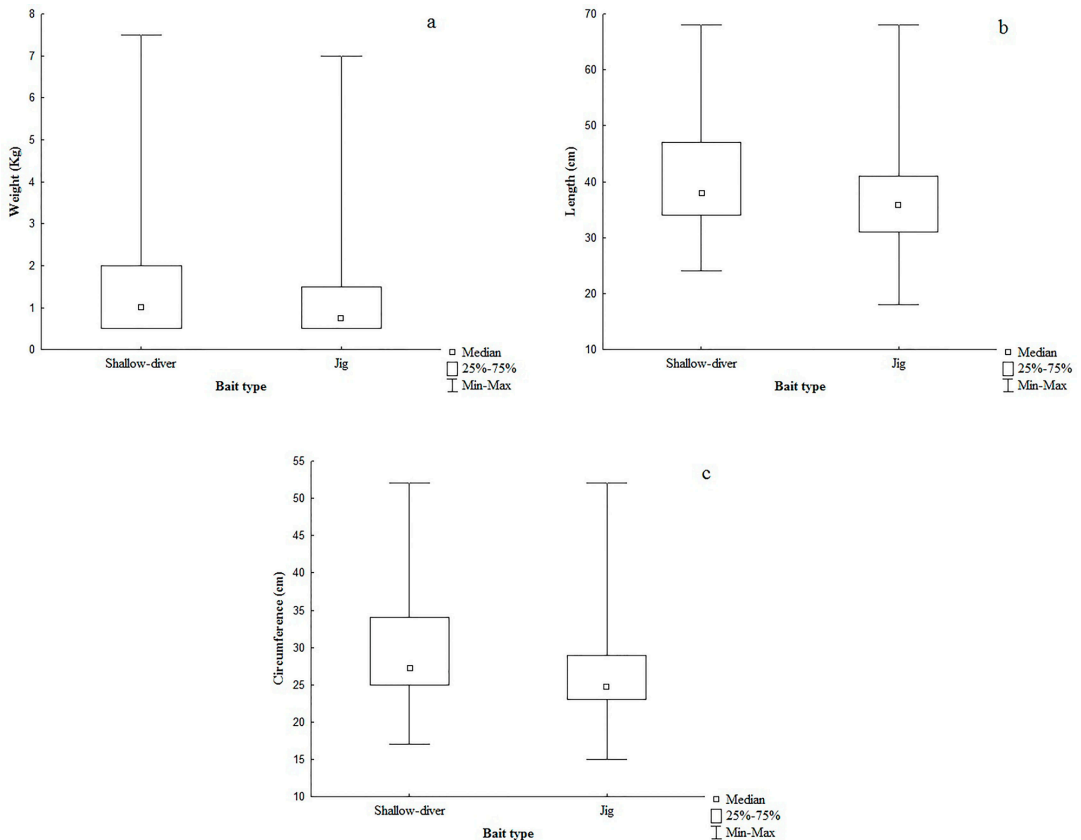 a
8
7
6
5
4
3
2
1
0
Weight (Kg)
Shallow-diver Jig
Bait type
Median
25%-75%
Min-Max
b
70
60
50
40
30
20
10
Length (cm)
Shallow-diver Jig
Bait type
Median
25%-75%
Min-Max
c
55
50
45
40
35
30
25
20
15
10
Circumference (cm)
Shallow-diver Jig
Bait type
Median
25%-75%
Min-Max